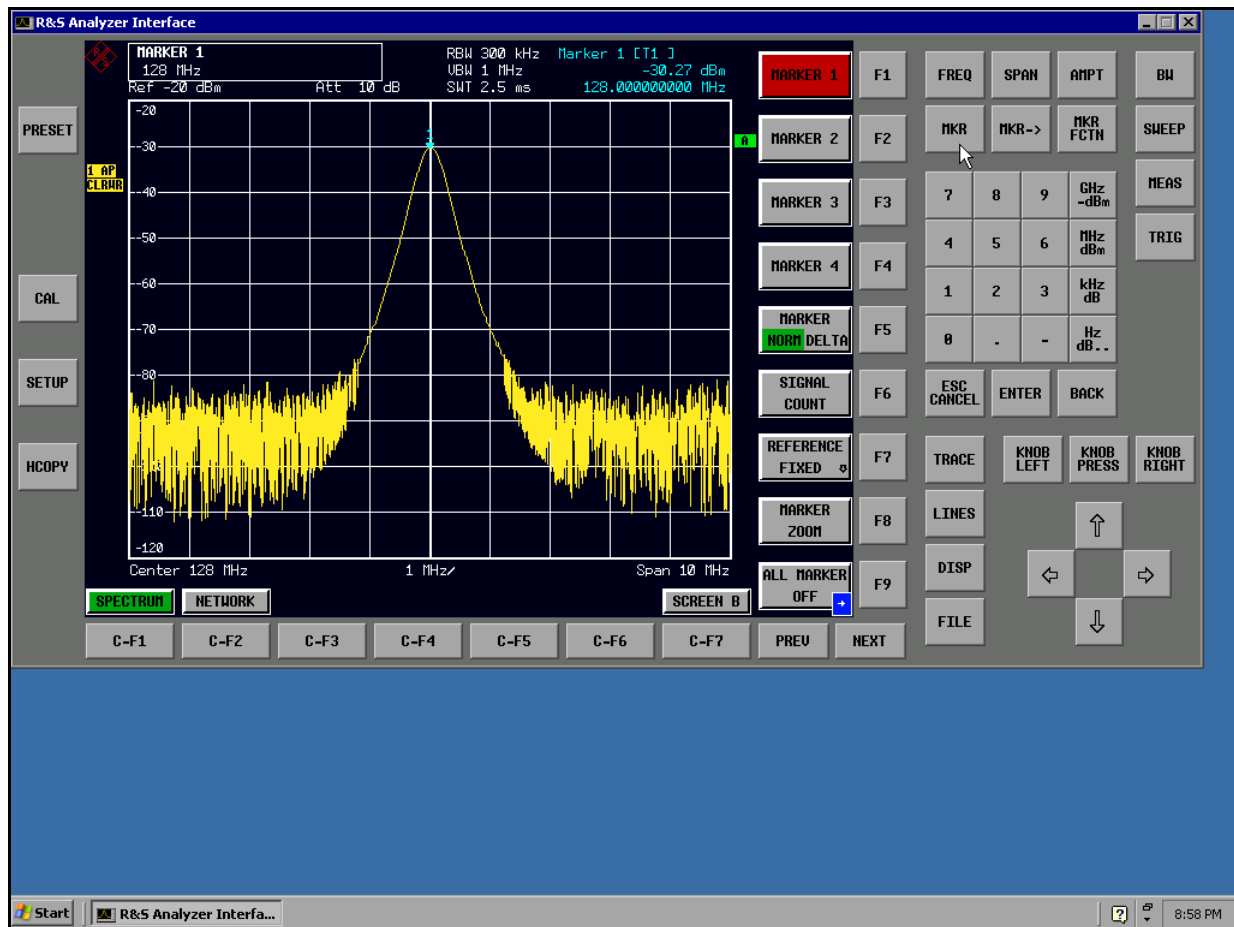 R&S Analyzer Interface
MARKER 1
128 MHz
Ref -20 dBm
Att 10 dB
RBW 300 kHz
VBW 1 MHz
SWT 2.5 ms
Marker 1 [T1 ]
-30.27 dBm
128.000000000 MHz
1 AP
CLRWR
A
1
-20
-30
-40
-50
-60
-70
-80
-110
-120
Center 128 MHz
1 MHz/
Span 10 MHz
SPECTRUM
NETWORK
SCREEN B
PRESET
CAL
SETUP
HCOPY
MARKER 1
MARKER 2
MARKER 3
MARKER 4
MARKER
NORM DELTA
SIGNAL
COUNT
REFERENCE
FIXED
MARKER
ZOOM
ALL MARKER
OFF
F1
F2
F3
F4
F5
F6
F7
F8
F9
C-F1
C-F2
C-F3
C-F4
C-F5
C-F6
C-F7
PREV
NEXT
FREQ
SPAN
AMPT
BW
MKR
MKR->
MKR
FCTN
SWEEP
MEAS
TRIG
7
8
9
GHz
-dBm
4
5
6
MHz
dBm
1
2
3
kHz
dB
0
.
-
Hz
dB..
ESC
CANCEL
ENTER
BACK
TRACE
LINES
DISP
FILE
KNOB
LEFT
KNOB
PRESS
KNOB
RIGHT
Start
R&S Analyzer Interfa...
8:58 PM